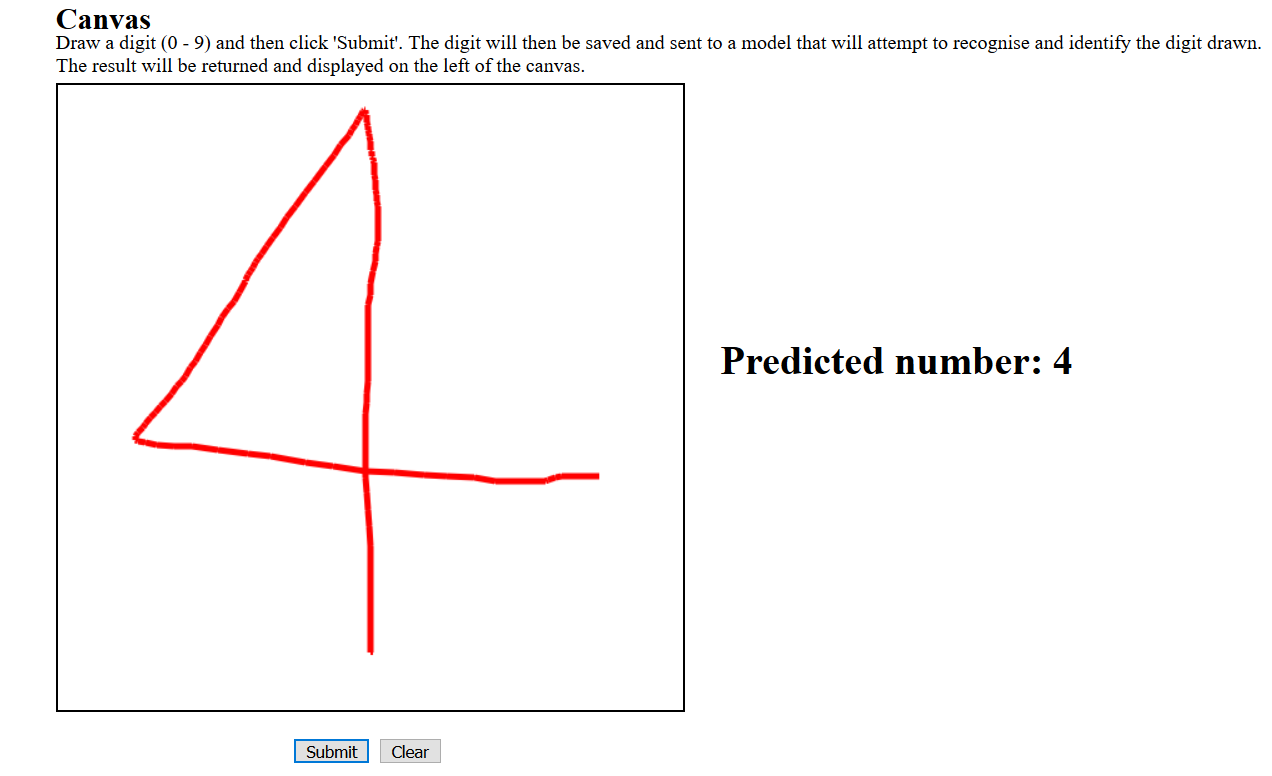 Canvas
Draw a digit (0 - 9) and then click 'Submit'. The digit will then be saved and sent to a model that will attempt to recognise and identify the digit drawn.
The result will be returned and displayed on the left of the canvas.
4
Predicted number: 4
Submit Clear